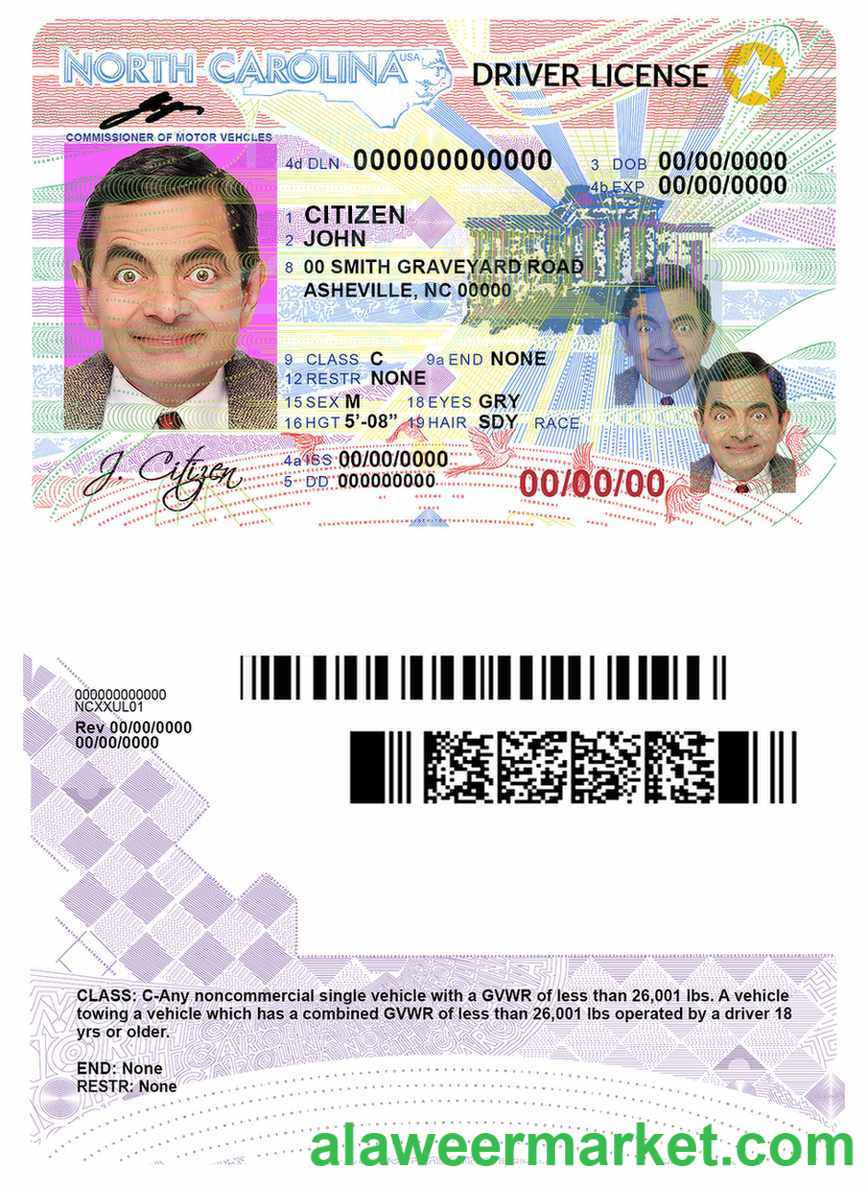 NORTH CAROLINA USA DRIVER LICENSE
COMMISSIONER OF MOTOR VEHCLES
4d DLN 000000000000 3 DOB 00/00/0000
4b EXP 00/00/0000
1 CITIZEN
2 JOHN
8 00 SMITH GRAVEYARD ROAD
ASHEVILLE, NC 00000
9 CLASS C 9a END NONE
12 RESTR NONE
15 SEX M 18 EYES GRY
16 HGT 5'-08" 19 HAIR SDY RACE
J. Citizen
4a ISS 00/00/0000
5 DD 000000000
00/00/00
000000000000
NCXXUL01
Rev 00/00/0000
00/00/0000
CLASS: C-Any noncommercial single vehicle with a GVWR of less than 26,001 lbs. A vehicle
towing a vehicle which has a combined GVWR of less than 26,001 lbs operated by a driver 18
yrs or older.
END: None
RESTR: None
alaweermarket.com